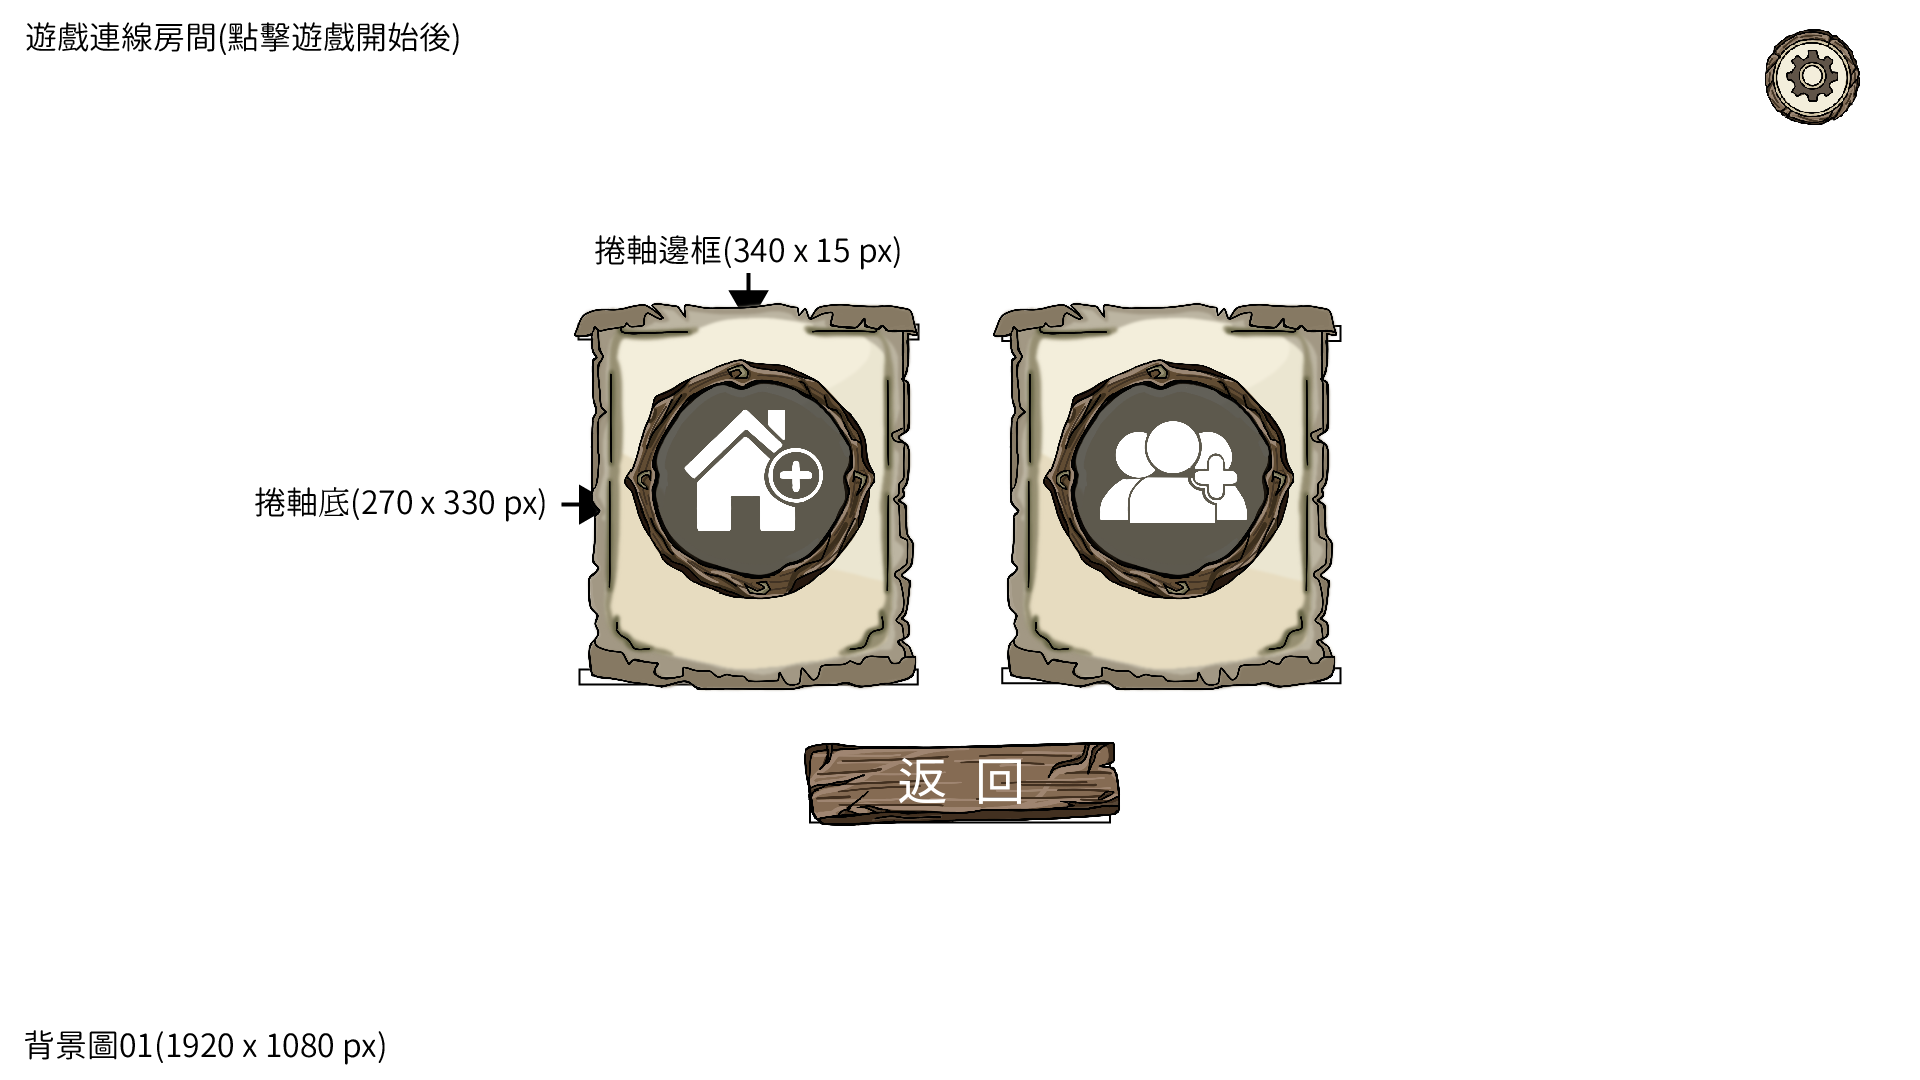 遊戲連線房間(點擊遊戲開始後)
捲軸邊框(340 x 15 px)
捲軸底(270 x 330 px)
返 回
背景圖01(1920 x 1080 px)